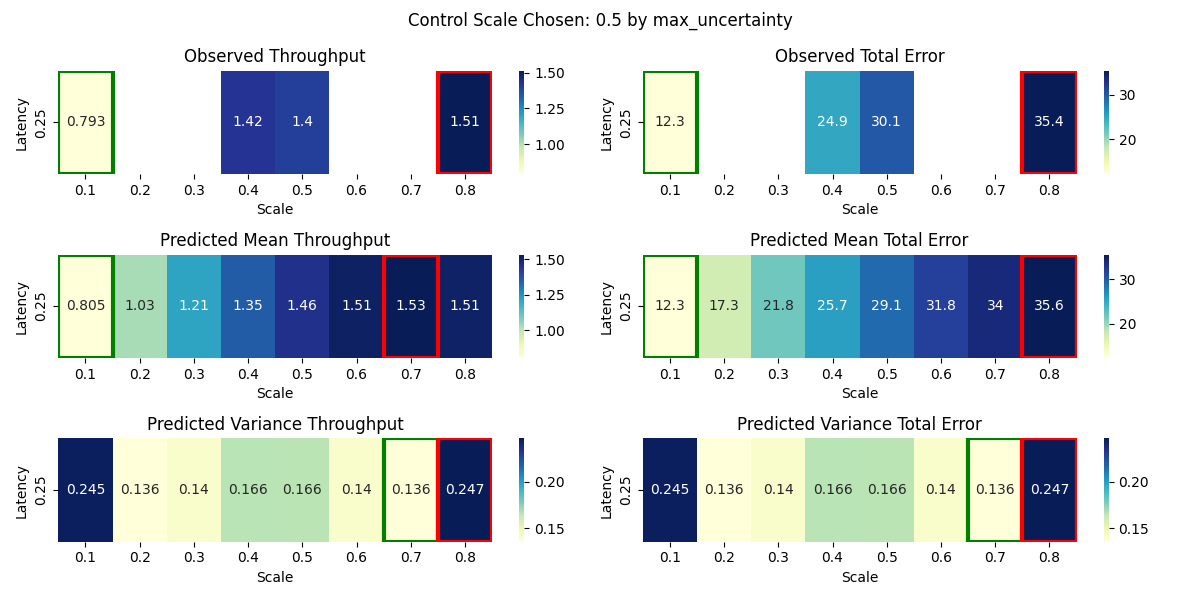 Control Scale Chosen: 0.5 by max_uncertainty
Observed Throughput
Latency
0.25
0.793
1.42
1.4
1.51
0.1 0.2 0.3 0.4 0.5 0.6 0.7 0.8
Scale
1.50
1.25
1.00
Observed Total Error
Latency
0.25
12.3
24.9
30.1
35.4
0.1 0.2 0.3 0.4 0.5 0.6 0.7 0.8
Scale
30
20
Predicted Mean Throughput
Latency
0.25
0.805 1.03 1.21 1.35 1.46 1.51 1.53 1.51
0.1 0.2 0.3 0.4 0.5 0.6 0.7 0.8
Scale
1.50
1.25
1.00
Predicted Mean Total Error
Latency
0.25
12.3 17.3 21.8 25.7 29.1 31.8 34 35.6
0.1 0.2 0.3 0.4 0.5 0.6 0.7 0.8
Scale
30
20
Predicted Variance Throughput
Latency
0.25
0.245 0.136 0.14 0.166 0.166 0.14 0.136 0.247
0.1 0.2 0.3 0.4 0.5 0.6 0.7 0.8
Scale
0.20
0.15
Predicted Variance Total Error
Latency
0.25
0.245 0.136 0.14 0.166 0.166 0.14 0.136 0.247
0.1 0.2 0.3 0.4 0.5 0.6 0.7 0.8
Scale
0.20
0.15